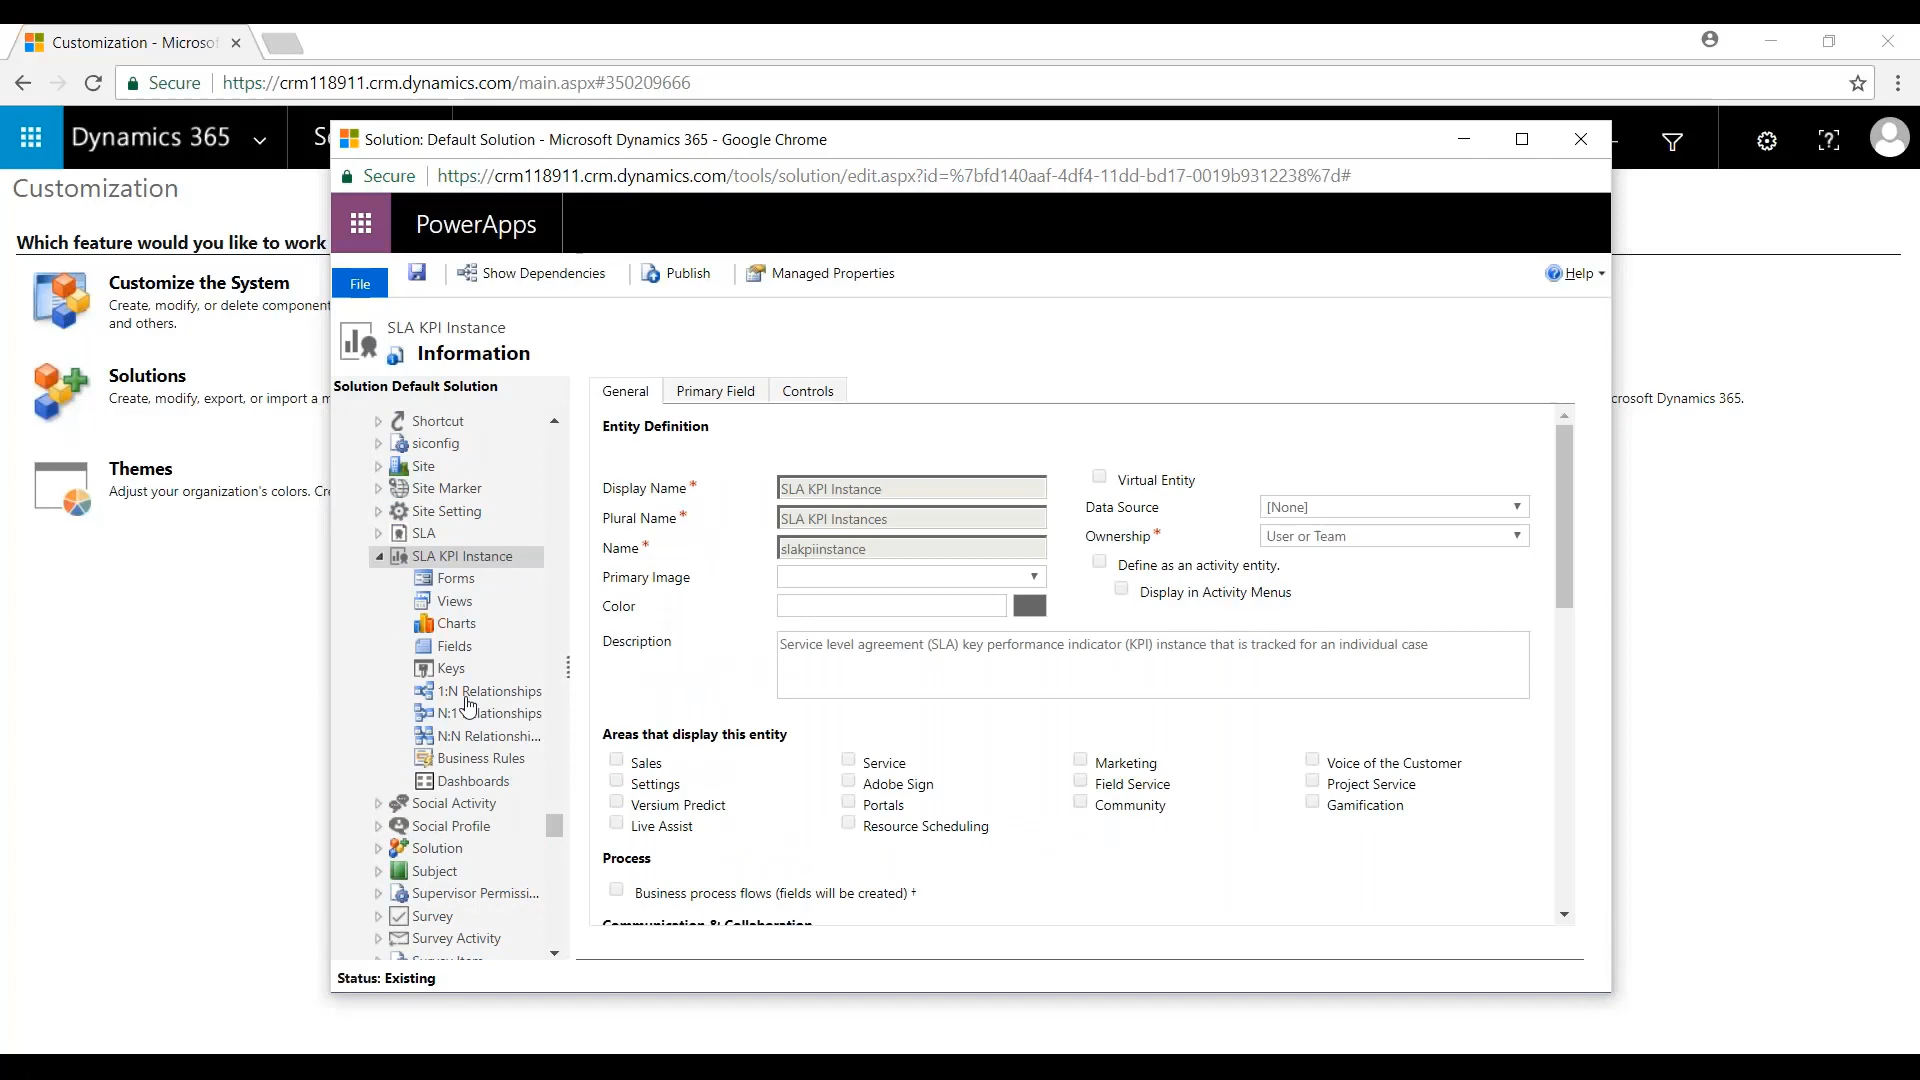 Customization - Microsof
Secure https://crm118911.crm.dynamics.com/main.aspx#350209666
Dynamics 365
Customization
Which feature would you like to work
Customize the System
Create, modify, or delete component
and others.
Solutions
Create, modify, export, or import a m
crosoft Dynamics 365.
Themes
Adjust your organization's colors. Cre
Solution: Default Solution - Microsoft Dynamics 365 - Google Chrome
Secure https://crm118911.crm.dynamics.com/tools/solution/edit.aspx?id=%7bfd140aaf-4df4-11dd-bd17-0019b9312238%7d#
PowerApps
File Show Dependencies Publish Managed Properties Help
SLA KPI Instance
Information
Solution Default Solution
Shortcut
siconfig
Site
Site Marker
Site Setting
SLA
SLA KPI Instance
Forms
Views
Charts
Fields
Keys
1:N Relationships
N:1 lationships
N:N Relationshi...
Business Rules
Dashboards
Social Activity
Social Profile
Solution
Subject
Supervisor Permissi...
Survey
Survey Activity
General Primary Field Controls
Entity Definition
Display Name* SLA KPI Instance
Plural Name* SLA KPI Instances
Name* slakpiinstance
Primary Image
Color
Virtual Entity
Data Source [None]
Ownership* User or Team
Define as an activity entity.
Display in Activity Menus
Description Service level agreement (SLA) key performance indicator (KPI) instance that is tracked for an individual case
Areas that display this entity
Sales Service Marketing Voice of the Customer
Settings Adobe Sign Field Service Project Service
Versium Predict Portals Community Gamification
Live Assist Resource Scheduling
Process
Business process flows (fields will be created) †
Communication & Collaboration
Status: Existing